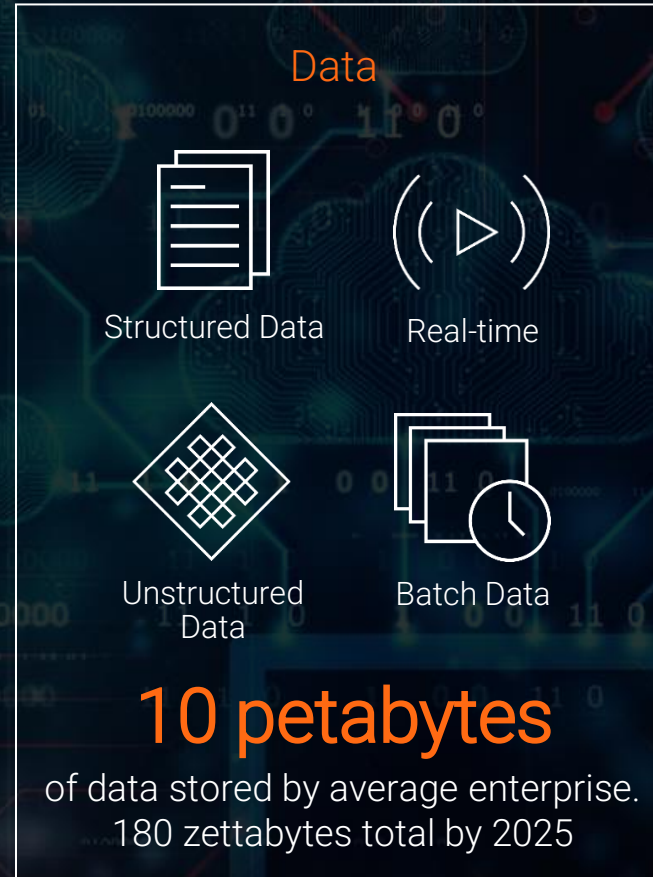 Data
Structured Data
Real-time
Unstructured
Data
Batch Data
10 petabytes
of data stored by average enterprise.
180 zettabytes total by 2025